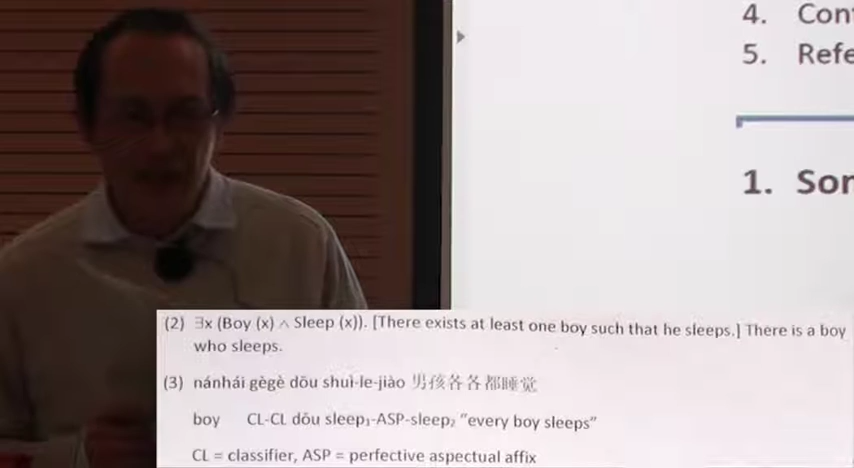 4. Con
5. Refe
1. Sor
(2) ∃x (Boy (x) ∧ Sleep (x)). [There exists at least one boy such that he sleeps.] There is a boy
who sleeps.
(3) nánhái gègè dōu shuì-le-jiào 男孩各各都睡觉
boy CL-CL dōu sleep₁-ASP-sleep₂ "every boy sleeps"
CL = classifier, ASP = perfective aspectual affix